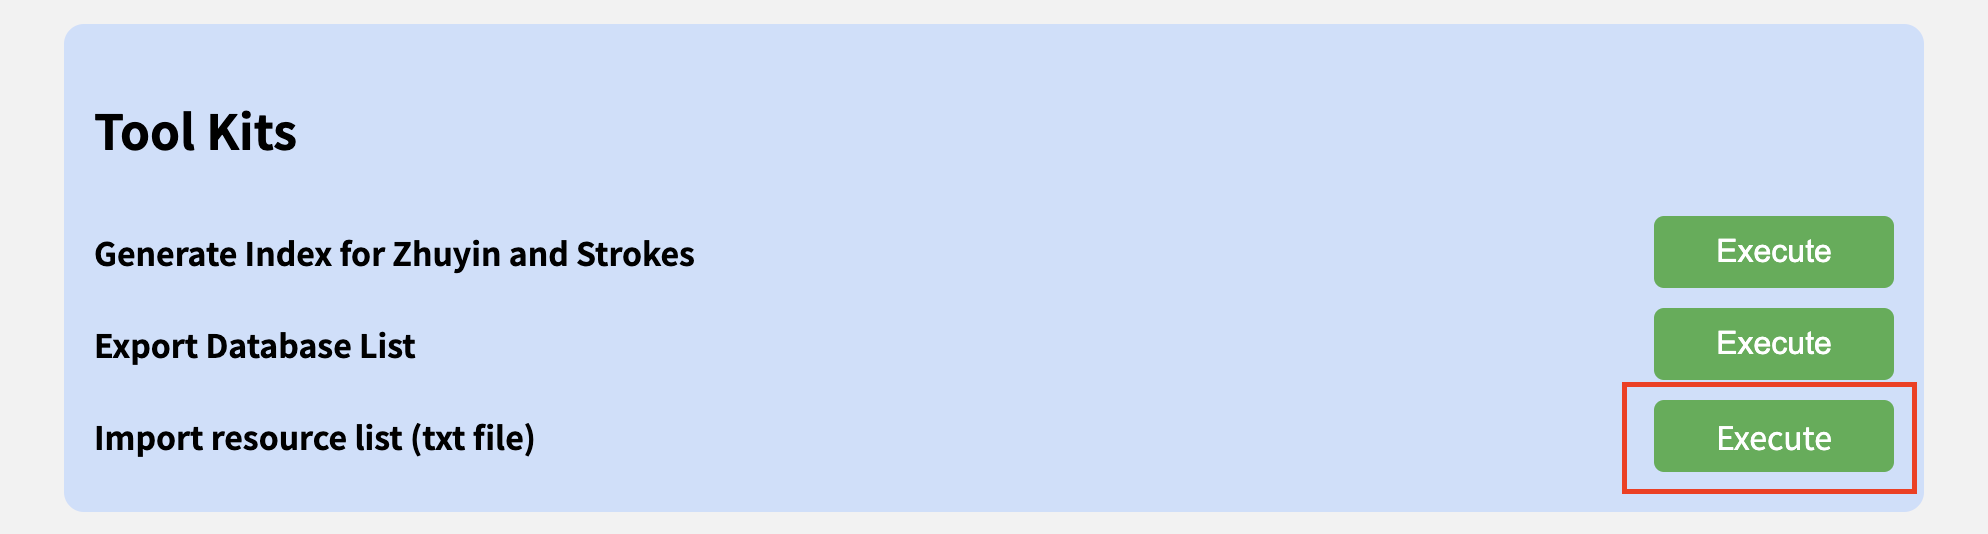 Tool Kits
Generate Index for Zhuyin and Strokes
Execute
Export Database List
Execute
Import resource list (txt file)
Execute